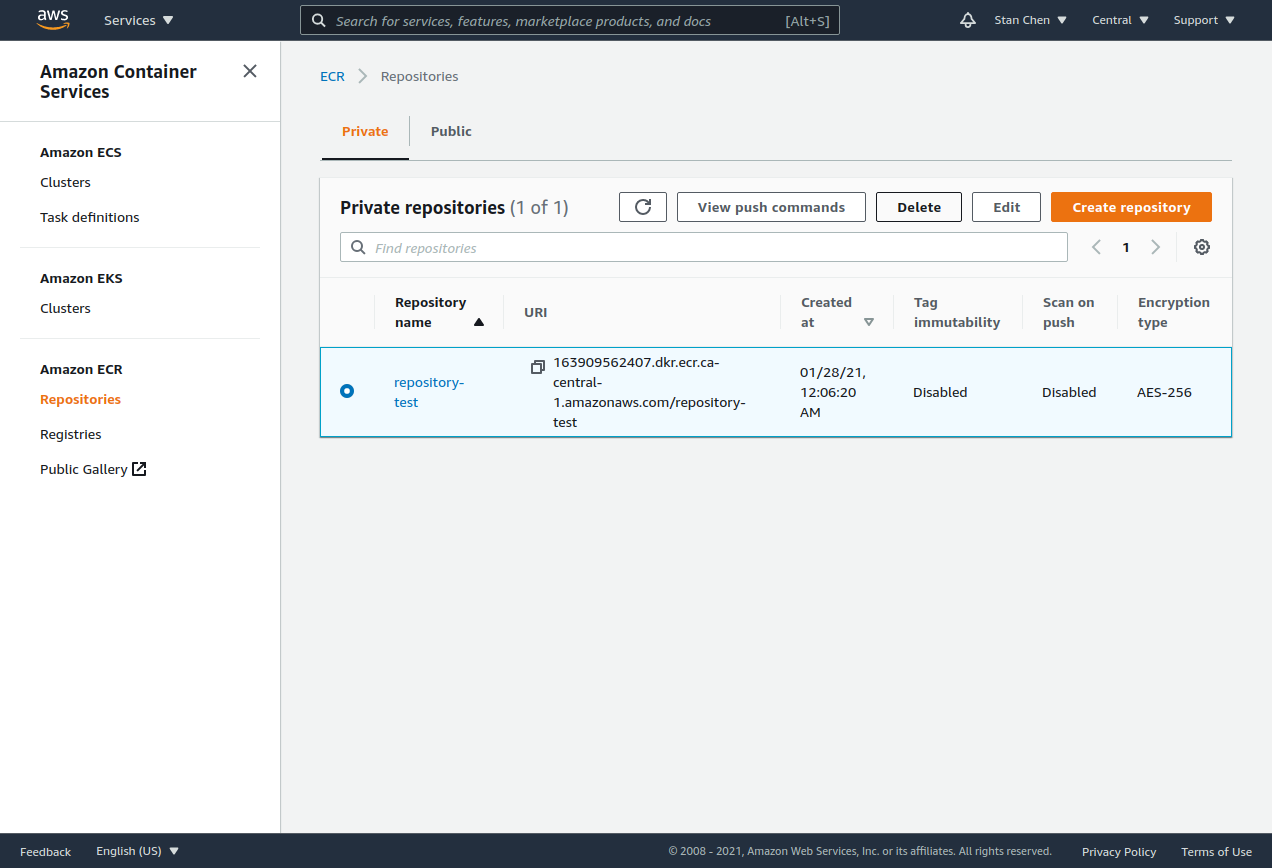 aws Services Search for services, features, marketplace products, and docs [Alt+S] Stan Chen Central Support
Amazon Container
Services
Amazon ECS
Clusters
Task definitions
Amazon EKS
Clusters
Amazon ECR
Repositories
Registries
Public Gallery
ECR Repositories
Private Public
Private repositories (1 of 1) View push commands Delete Edit Create repository
Find repositories 1
Repository
name
URI
Created
at
Tag
immutability
Scan on
push
Encryption
type
repository-
test
163909562407.dkr.ecr.ca-
central-
1.amazonaws.com/repository-
test
01/28/21,
12:06:20
AM
Disabled
Disabled
AES-256
Feedback English (US) © 2008 - 2021, Amazon Web Services, Inc. or its affiliates. All rights reserved. Privacy Policy Terms of Use